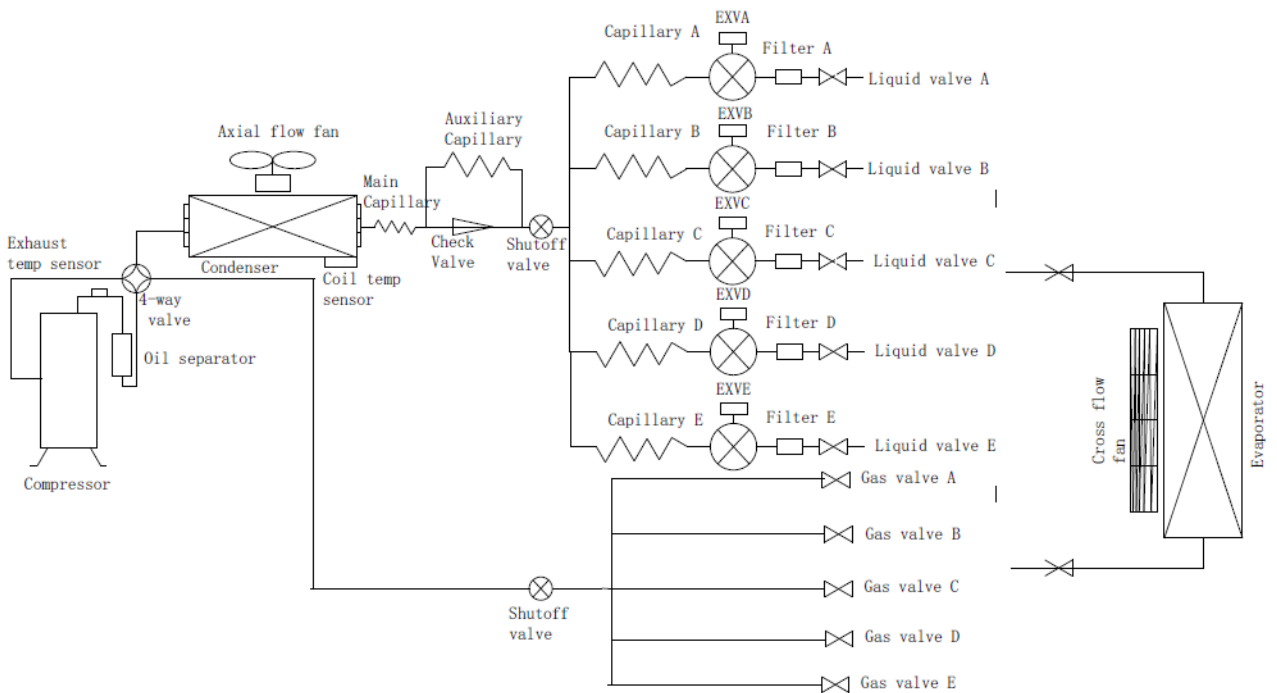 EXVA
Capillary A
Filter A
Liquid valve A
EXVB
Capillary B
Filter B
Liquid valve B
Auxiliary
Capillary
Axial flow fan
Main
Capillary
EXVC
Capillary C
Filter C
Liquid valve C
Exhaust
temp sensor
Condenser
Check
Valve
Shutoff
valve
Coil temp
sensor
4-way
valve
EXVD
Capillary D
Filter D
Liquid valve D
Oil separator
EXVE
Capillary E
Filter E
Liquid valve E
Compressor
Cross flow
fan
Evaporator
Gas valve A
Gas valve B
Gas valve C
Shutoff
valve
Gas valve D
Gas valve E